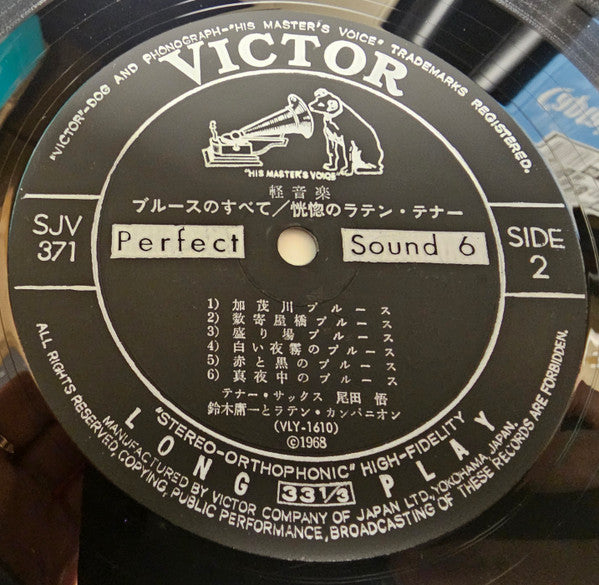 "VICTOR"-DOG AND PHONOGRAPH-"HIS MASTER'S VOICE" TRADEMARKS REGISTERED.
VICTOR
"HIS MASTER'S VOICE"
軽音楽
ブルースのすべて/恍惚のラテン・テナー
SJV
371
Perfect
Sound 6
SIDE
2
1) 加茂川ブルース
2) 数寄屋橋ブルース
3) 盛り場ブルース
4) 白い夜霧のブルース
5) 赤と黒のブルース
6) 真夜中のブルース
テナー・サックス 尾田 悟
鈴木庸一とラテン・カンパニオン
(VLY-1610)
©1968
"STEREO-ORTHOPHONIC" HIGH-FIDELITY
LONG 33 1/3 PLAY
MANUFACTURED BY VICTOR COMPANY OF JAPAN LTD., YOKOHAMA, JAPAN.
ALL RIGHTS RESERVED, COPYING, PUBLIC PERFORMANCE, BROADCASTING OF THESE RECORDS ARE FORBIDDEN.